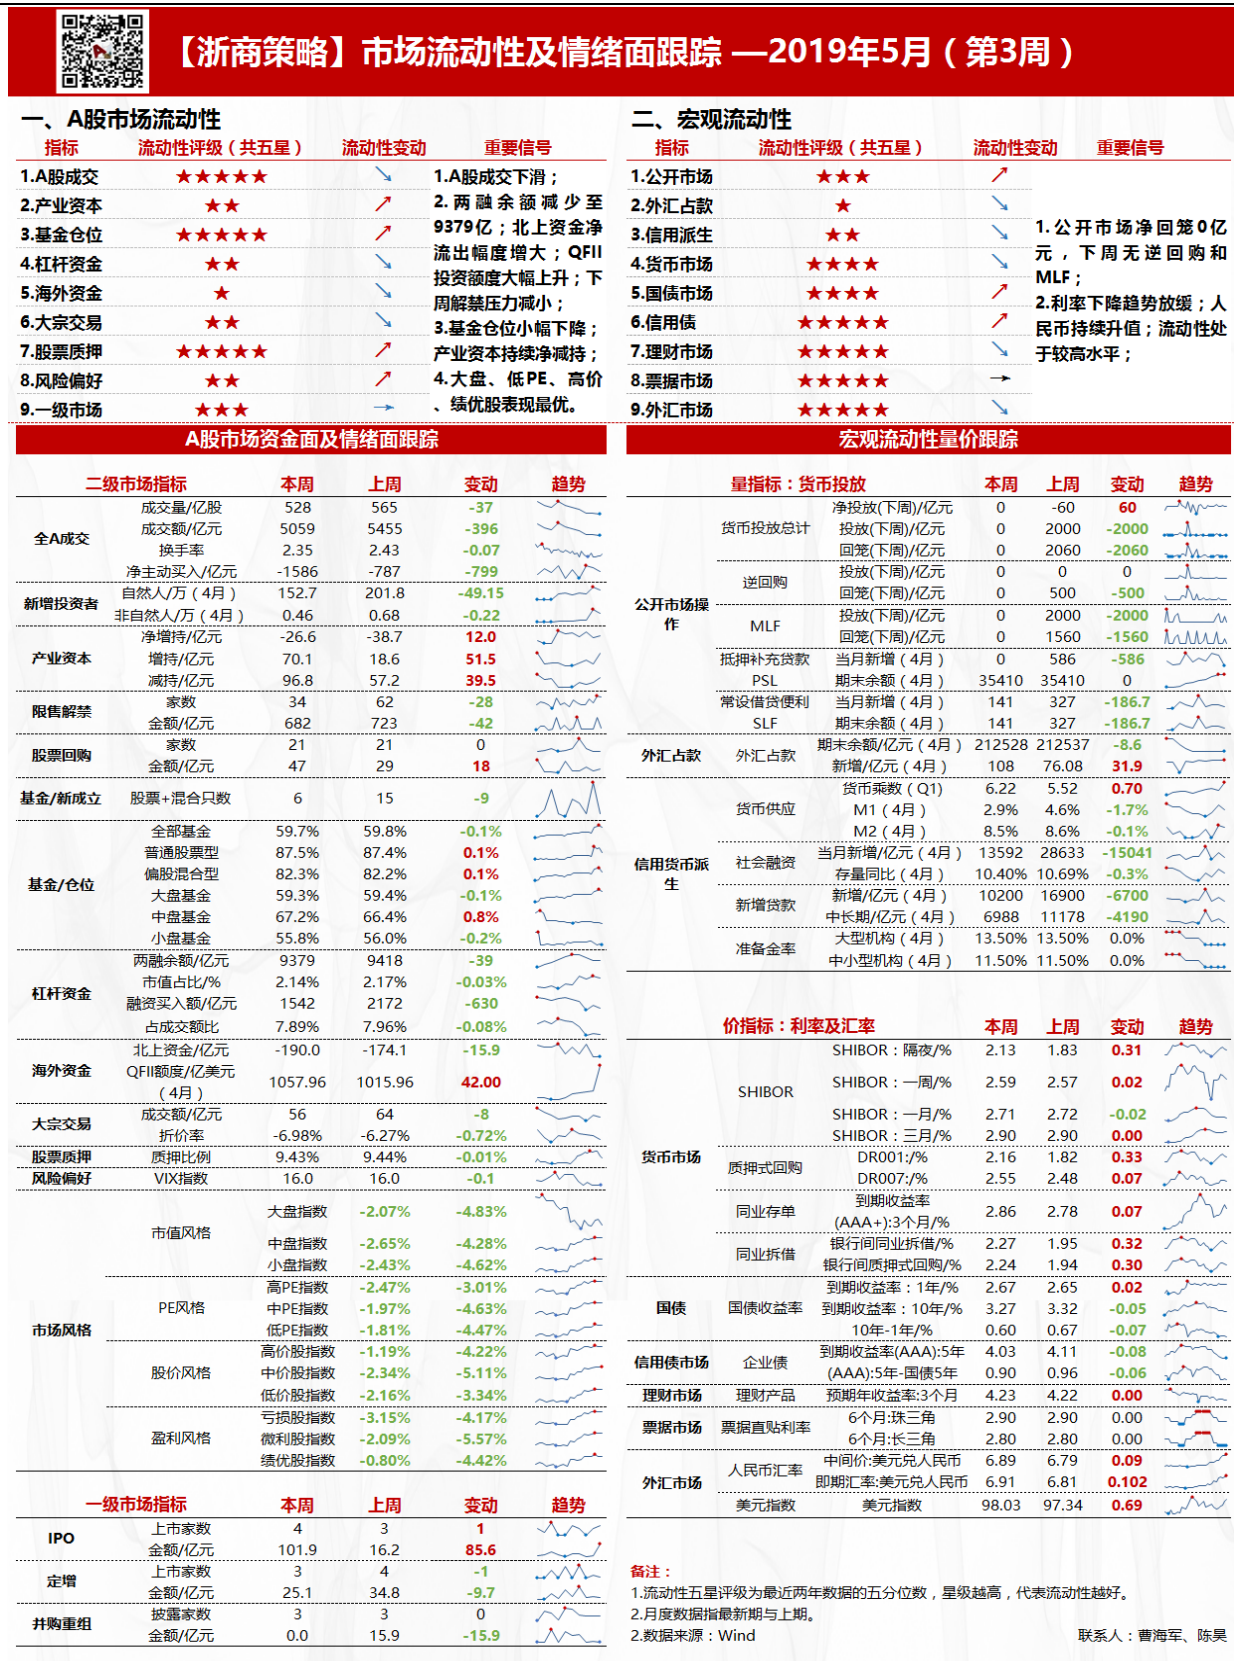 【浙商策略】市场流动性及情绪面跟踪 —2019年5月（第3周）
一、A股市场流动性
指标 流动性评级（共五星） 流动性变动 重要信号
1.A股成交 ★★★★★ ↘
2.产业资本 ★★ ↗
3.基金仓位 ★★★★★ ↗
4.杠杆资金 ★★ ↘
5.海外资金 ★ ↘
6.大宗交易 ★★ ↘
7.股票质押 ★★★★★ ↗
8.风险偏好 ★★ ↗
9.一级市场 ★★★ →
1.A股成交下滑；
2.两融余额减少至
9379亿；北上资金净
流出幅度增大；QFII
投资额度大幅上升；下
周解禁压力减小；
3.基金仓位小幅下降；
产业资本持续净减持；
4.大盘、低PE、高价
、绩优股表现最优。
二、宏观流动性
指标 流动性评级（共五星） 流动性变动 重要信号
1.公开市场 ★★★ ↗
2.外汇占款 ★ ↘
3.信用派生 ★★ ↘
4.货币市场 ★★★★ ↘
5.国债市场 ★★★★ ↗
6.信用债 ★★★★★ ↗
7.理财市场 ★★★★★ ↘
8.票据市场 ★★★★★ →
9.外汇市场 ★★★★★ ↘
1.公开市场净回笼0亿
元，下周无逆回购和
MLF；
2.利率下降趋势放缓；人
民币持续升值；流动性处
于较高水平；
A股市场资金面及情绪面跟踪
二级市场指标 本周 上周 变动 趋势
全A成交
成交量/亿股 528 565 -37
成交额/亿元 5059 5455 -396
换手率 2.35 2.43 -0.07
净主动买入/亿元 -1586 -787 -799
新增投资者
自然人/万（4月） 152.7 201.8 -49.15
非自然人/万（4月） 0.46 0.68 -0.22
产业资本
净增持/亿元 -26.6 -38.7 12.0
增持/亿元 70.1 18.6 51.5
减持/亿元 96.8 57.2 39.5
限售解禁
家数 34 62 -28
金额/亿元 682 723 -42
股票回购
家数 21 21 0
金额/亿元 47 29 18
基金/新成立 股票+混合只数 6 15 -9
基金/仓位
全部基金 59.7% 59.8% -0.1%
普通股票型 87.5% 87.4% 0.1%
偏股混合型 82.3% 82.2% 0.1%
大盘基金 59.3% 59.4% -0.1%
中盘基金 67.2% 66.4% 0.8%
小盘基金 55.8% 56.0% -0.2%
杠杆资金
两融余额/亿元 9379 9418 -39
市值占比/% 2.14% 2.17% -0.03%
融资买入额/亿元 1542 2172 -630
占成交额比 7.89% 7.96% -0.08%
海外资金
北上资金/亿元 -190.0 -174.1 -15.9
QFII额度/亿美元
（4月） 1057.96 1015.96 42.00
大宗交易
成交额/亿元 56 64 -8
折价率 -6.98% -6.27% -0.72%
股票质押 质押比例 9.43% 9.44% -0.01%
风险偏好 VIX指数 16.0 16.0 -0.1
市场风格
市值风格
大盘指数 -2.07% -4.83%
中盘指数 -2.65% -4.28%
小盘指数 -2.43% -4.62%
PE风格
高PE指数 -2.47% -3.01%
中PE指数 -1.97% -4.63%
低PE指数 -1.81% -4.47%
股价风格
高价股指数 -1.19% -4.22%
中价股指数 -2.34% -5.11%
低价股指数 -2.16% -3.34%
盈利风格
亏损股指数 -3.15% -4.17%
微利股指数 -2.09% -5.57%
绩优股指数 -0.80% -4.42%
一级市场指标 本周 上周 变动 趋势
IPO
上市家数 4 3 1
金额/亿元 101.9 16.2 85.6
定增
上市家数 3 4 -1
金额/亿元 25.1 34.8 -9.7
并购重组
披露家数 3 3 0
金额/亿元 0.0 15.9 -15.9
宏观流动性量价跟踪
量指标：货币投放 本周 上周 变动 趋势
公开市场操
作
货币投放总计
净投放(下周)/亿元 0 -60 60
投放(下周)/亿元 0 2000 -2000
回笼(下周)/亿元 0 2060 -2060
逆回购
投放(下周)/亿元 0 0 0
回笼(下周)/亿元 0 500 -500
MLF
投放(下周)/亿元 0 2000 -2000
回笼(下周)/亿元 0 1560 -1560
抵押补充贷款 当月新增（4月） 0 586 -586
PSL 期末余额（4月） 35410 35410 0
常设借贷便利 当月新增（4月） 141 327 -186.7
SLF 期末余额（4月） 141 327 -186.7
外汇占款 外汇占款
期末余额/亿元（4月） 212528 212537 -8.6
新增/亿元（4月） 108 76.08 31.9
信用货币派
生
货币供应
货币乘数（Q1) 6.22 5.52 0.70
M1（4月） 2.9% 4.6% -1.7%
M2（4月） 8.5% 8.6% -0.1%
社会融资
当月新增/亿元（4月） 13592 28633 -15041
存量同比（4月） 10.40% 10.69% -0.3%
新增贷款
新增/亿元（4月） 10200 16900 -6700
中长期/亿元（4月） 6988 11178 -4190
准备金率
大型机构（4月） 13.50% 13.50% 0.0%
中小型机构（4月） 11.50% 11.50% 0.0%
价指标：利率及汇率 本周 上周 变动 趋势
货币市场
SHIBOR
SHIBOR：隔夜/% 2.13 1.83 0.31
SHIBOR：一周/% 2.59 2.57 0.02
SHIBOR：一月/% 2.71 2.72 -0.02
SHIBOR：三月/% 2.90 2.90 0.00
质押式回购
DR001:/% 2.16 1.82 0.33
DR007:/% 2.55 2.48 0.07
同业存单
到期收益率
(AAA+):3个月/% 2.86 2.78 0.07
同业拆借
银行间同业拆借/% 2.27 1.95 0.32
银行间质押式回购/% 2.24 1.94 0.30
国债 国债收益率
到期收益率：1年/% 2.67 2.65 0.02
到期收益率：10年/% 3.27 3.32 -0.05
10年-1年/% 0.60 0.67 -0.07
信用债市场 企业债
到期收益率(AAA):5年 4.03 4.11 -0.08
(AAA):5年-国债5年 0.90 0.96 -0.06
理财市场 理财产品 预期年收益率:3个月 4.23 4.22 0.00
票据市场 票据直贴利率
6个月:珠三角 2.90 2.90 0.00
6个月:长三角 2.80 2.80 0.00
外汇市场
人民币汇率
中间价:美元兑人民币 6.89 6.79 0.09
即期汇率:美元兑人民币 6.91 6.81 0.102
美元指数 美元指数 98.03 97.34 0.69
备注：
1.流动性五星评级为最近两年数据的五分位数，星级越高，代表流动性越好。
2.月度数据指最新期与上期。
2.数据来源：Wind 联系人：曹海军、陈昊